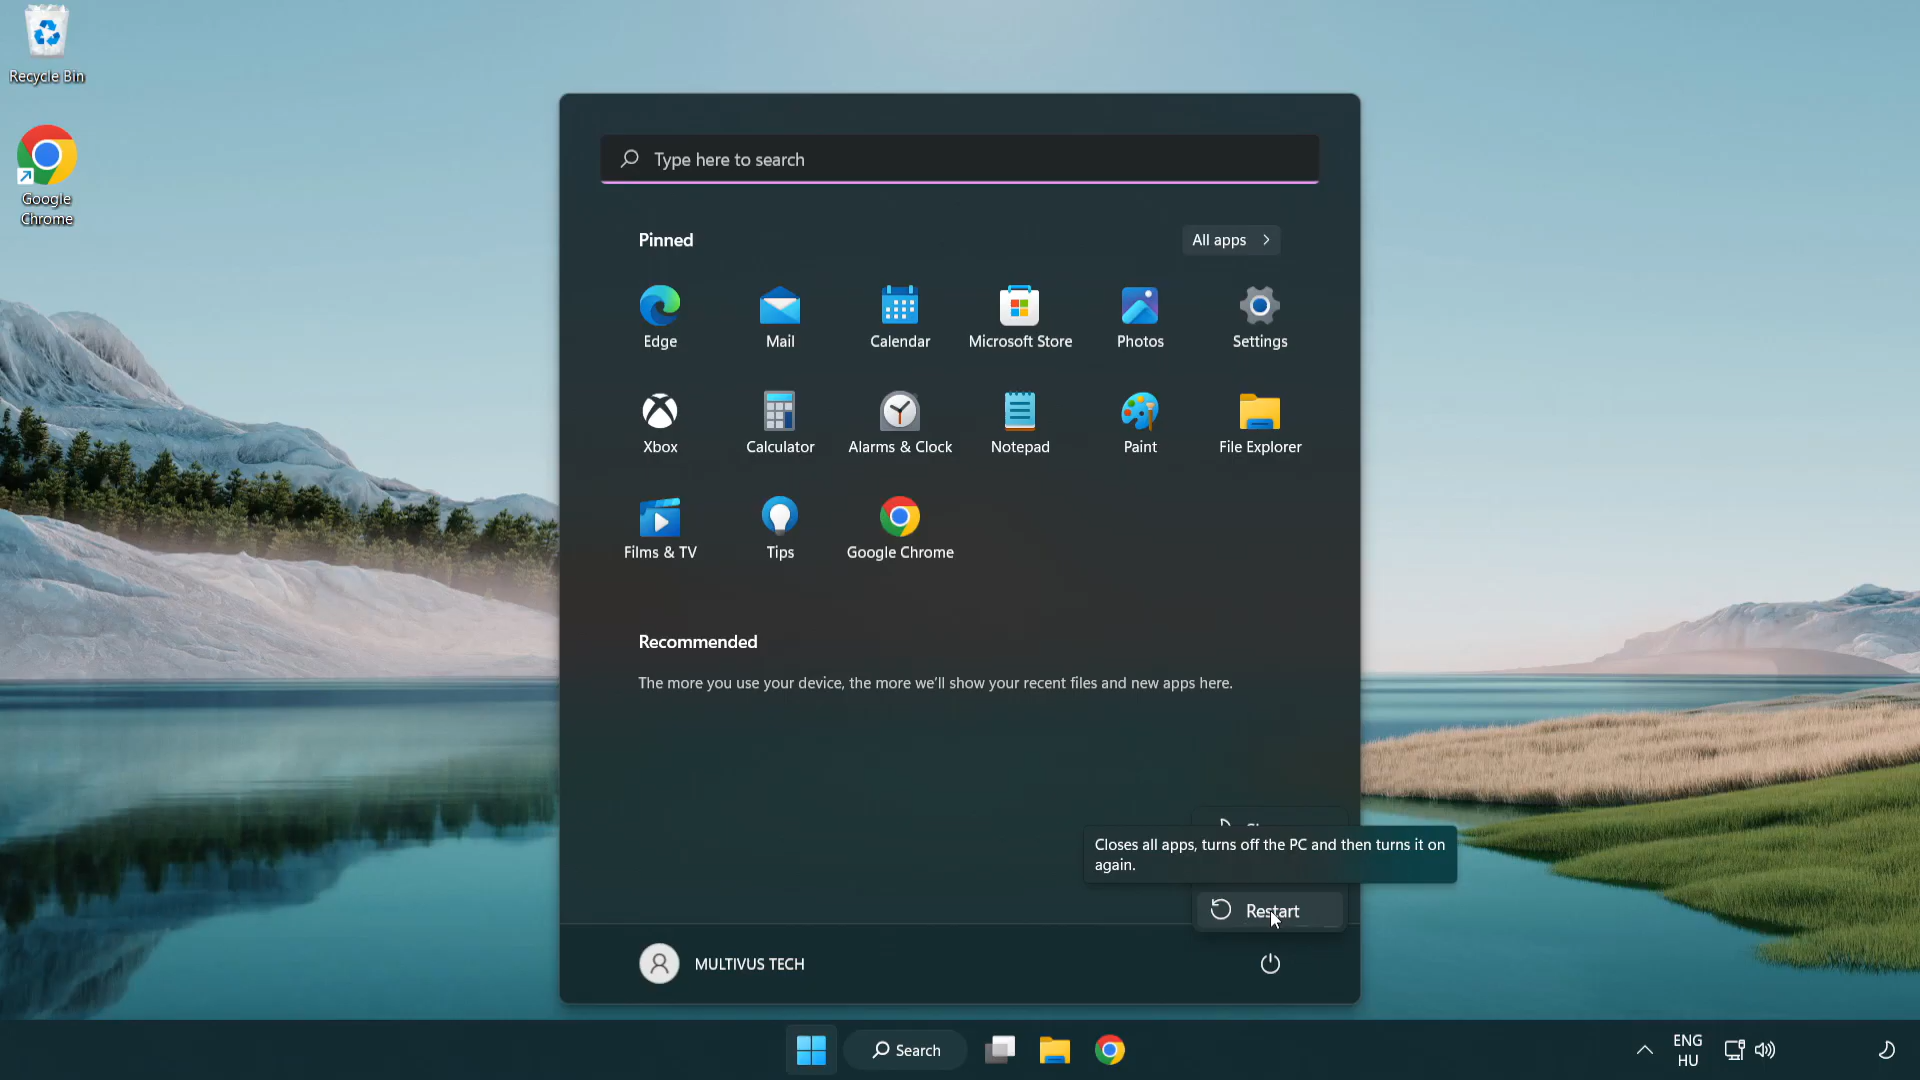 Recycle Bin
Google
Chrome
Type here to search
Pinned
All apps
Edge
Mail
Calendar
Microsoft Store
Photos
Settings
Xbox
Calculator
Alarms & Clock
Notepad
Paint
File Explorer
Films & TV
Tips
Google Chrome
Recommended
The more you use your device, the more we'll show your recent files and new apps here.
Closes all apps, turns off the PC and then turns it on
again.
Restart
MULTIVUS TECH
Search
ENG
HU